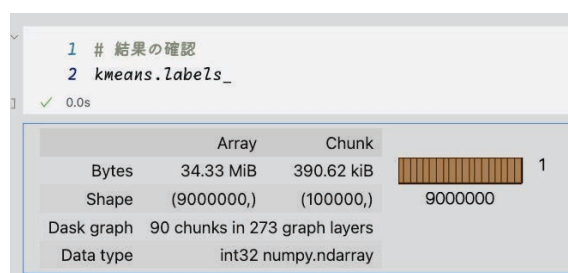 1 # 結果の確認
2 kmeans.labels_
✓ 0.0s
Array Chunk
Bytes 34.33 MiB 390.62 kiB
Shape (9000000,) (100000,)
Dask graph 90 chunks in 273 graph layers
Data type int32 numpy.ndarray
1
9000000